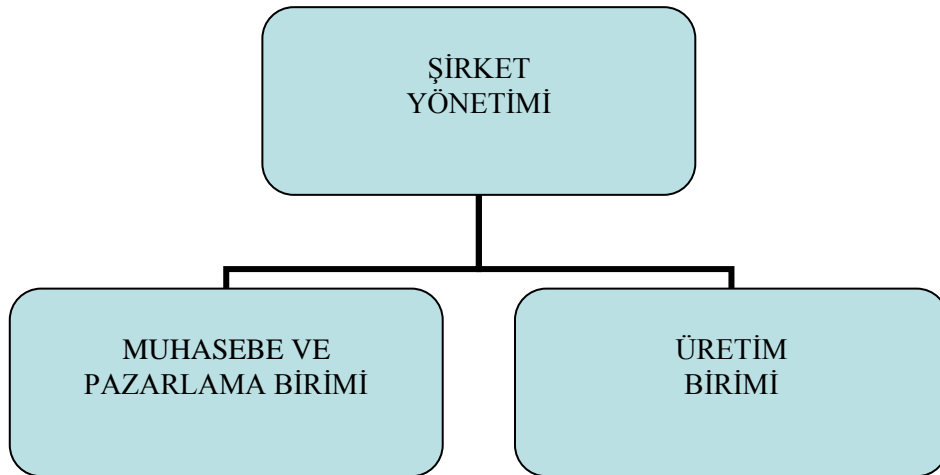 ŞİRKET
YÖNETİMİ
MUHASEBE VE
PAZARLAMA BİRİMİ
ÜRETİM
BİRİMİ